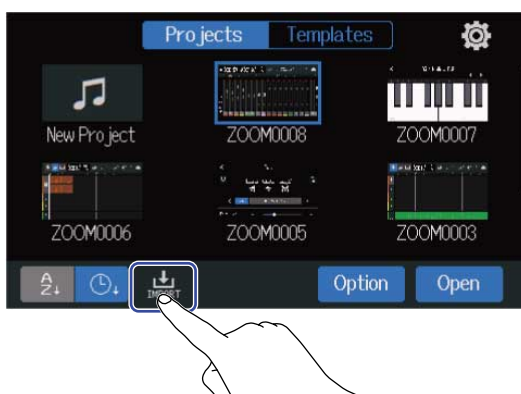 Projects Templates
New Project ZOOM0008 ZOOM0007
ZOOM0006 ZOOM0005 ZOOM0003
A
Z↓ IMPORT Option Open